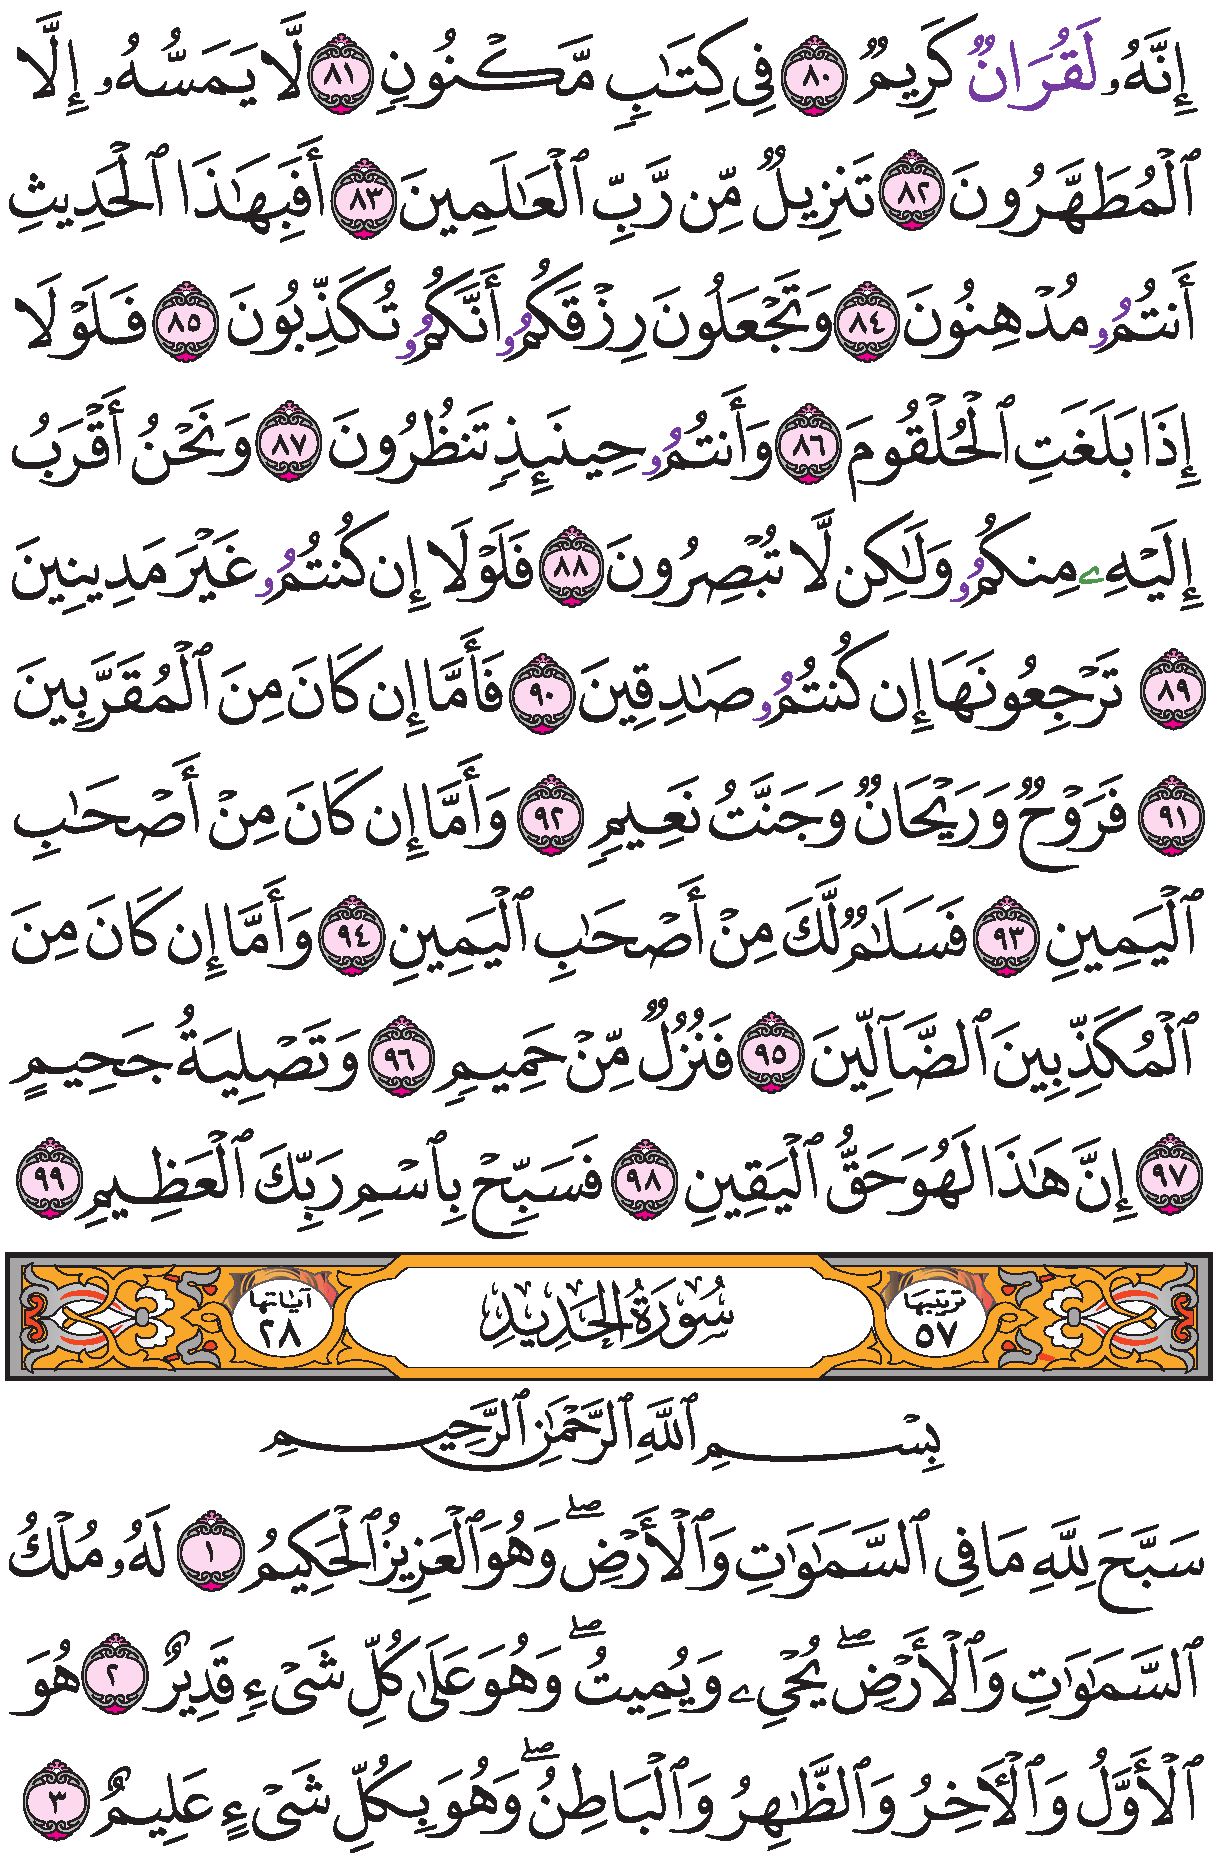 إِنَّهُۥ لَقُرَانٌ كَرِيمٌ ٨٠ فِى كِتَٰبٍ مَّكْنُونٍ ٨١ لَّا يَمَسُّهُۥ إِلَّا
ٱلْمُطَهَّرُونَ ٨٢ تَنزِيلٌ مِّن رَّبِّ ٱلْعَٰلَمِينَ ٨٣ أَفَبِهَٰذَا ٱلْحَدِيثِ
أَنتُمُۥ مُدْهِنُونَ ٨٤ وَتَجْعَلُونَ رِزْقَكُمُۥ أَنَّكُمُۥ تُكَذِّبُونَ ٨٥ فَلَوْلَا
إِذَا بَلَغَتِ ٱلْحُلْقُومَ ٨٦ وَأَنتُمُۥ حِينَئِذٍ تَنظُرُونَ ٨٧ وَنَحْنُ أَقْرَبُ
إِلَيْهِۦ مِنكُمُۥ وَلَٰكِن لَّا تُبْصِرُونَ ٨٨ فَلَوْلَا إِن كُنتُمُۥ غَيْرَ مَدِينِينَ
٨٩ تَرْجِعُونَهَا إِن كُنتُمُۥ صَٰدِقِينَ ٩٠ فَأَمَّا إِن كَانَ مِنَ ٱلْمُقَرَّبِينَ
٩١ فَرَوْحٌ وَرَيْحَانٌ وَجَنَّتُ نَعِيمٍ ٩٢ وَأَمَّا إِن كَانَ مِنْ أَصْحَٰبِ
ٱلْيَمِينِ ٩٣ فَسَلَٰمٌ لَّكَ مِنْ أَصْحَٰبِ ٱلْيَمِينِ ٩٤ وَأَمَّا إِن كَانَ مِنَ
ٱلْمُكَذِّبِينَ ٱلضَّآلِّينَ ٩٥ فَنُزُلٌ مِّنْ حَمِيمٍ ٩٦ وَتَصْلِيَةُ جَحِيمٍ
٩٧ إِنَّ هَٰذَا لَهُوَ حَقُّ ٱلْيَقِينِ ٩٨ فَسَبِّحْ بِٱسْمِ رَبِّكَ ٱلْعَظِيمِ ٩٩
ترتيبها ٥٧ سُورَةُ الحَدِيدِ آياتها ٢٨
بِسْمِ ٱللَّهِ ٱلرَّحْمَٰنِ ٱلرَّحِيمِ
سَبَّحَ لِلَّهِ مَا فِى ٱلسَّمَٰوَٰتِ وَٱلْأَرْضِ ۖ وَهُوَ ٱلْعَزِيزُ ٱلْحَكِيمُ ١ لَهُۥ مُلْكُ
ٱلسَّمَٰوَٰتِ وَٱلْأَرْضِ ۖ يُحْىِۦ وَيُمِيتُ ۖ وَهُوَ عَلَىٰ كُلِّ شَىْءٍ قَدِيرٌ ٢ هُوَ
ٱلْأَوَّلُ وَٱلْأَخِرُ وَٱلظَّٰهِرُ وَٱلْبَاطِنُ ۖ وَهُوَ بِكُلِّ شَىْءٍ عَلِيمٌ ٣